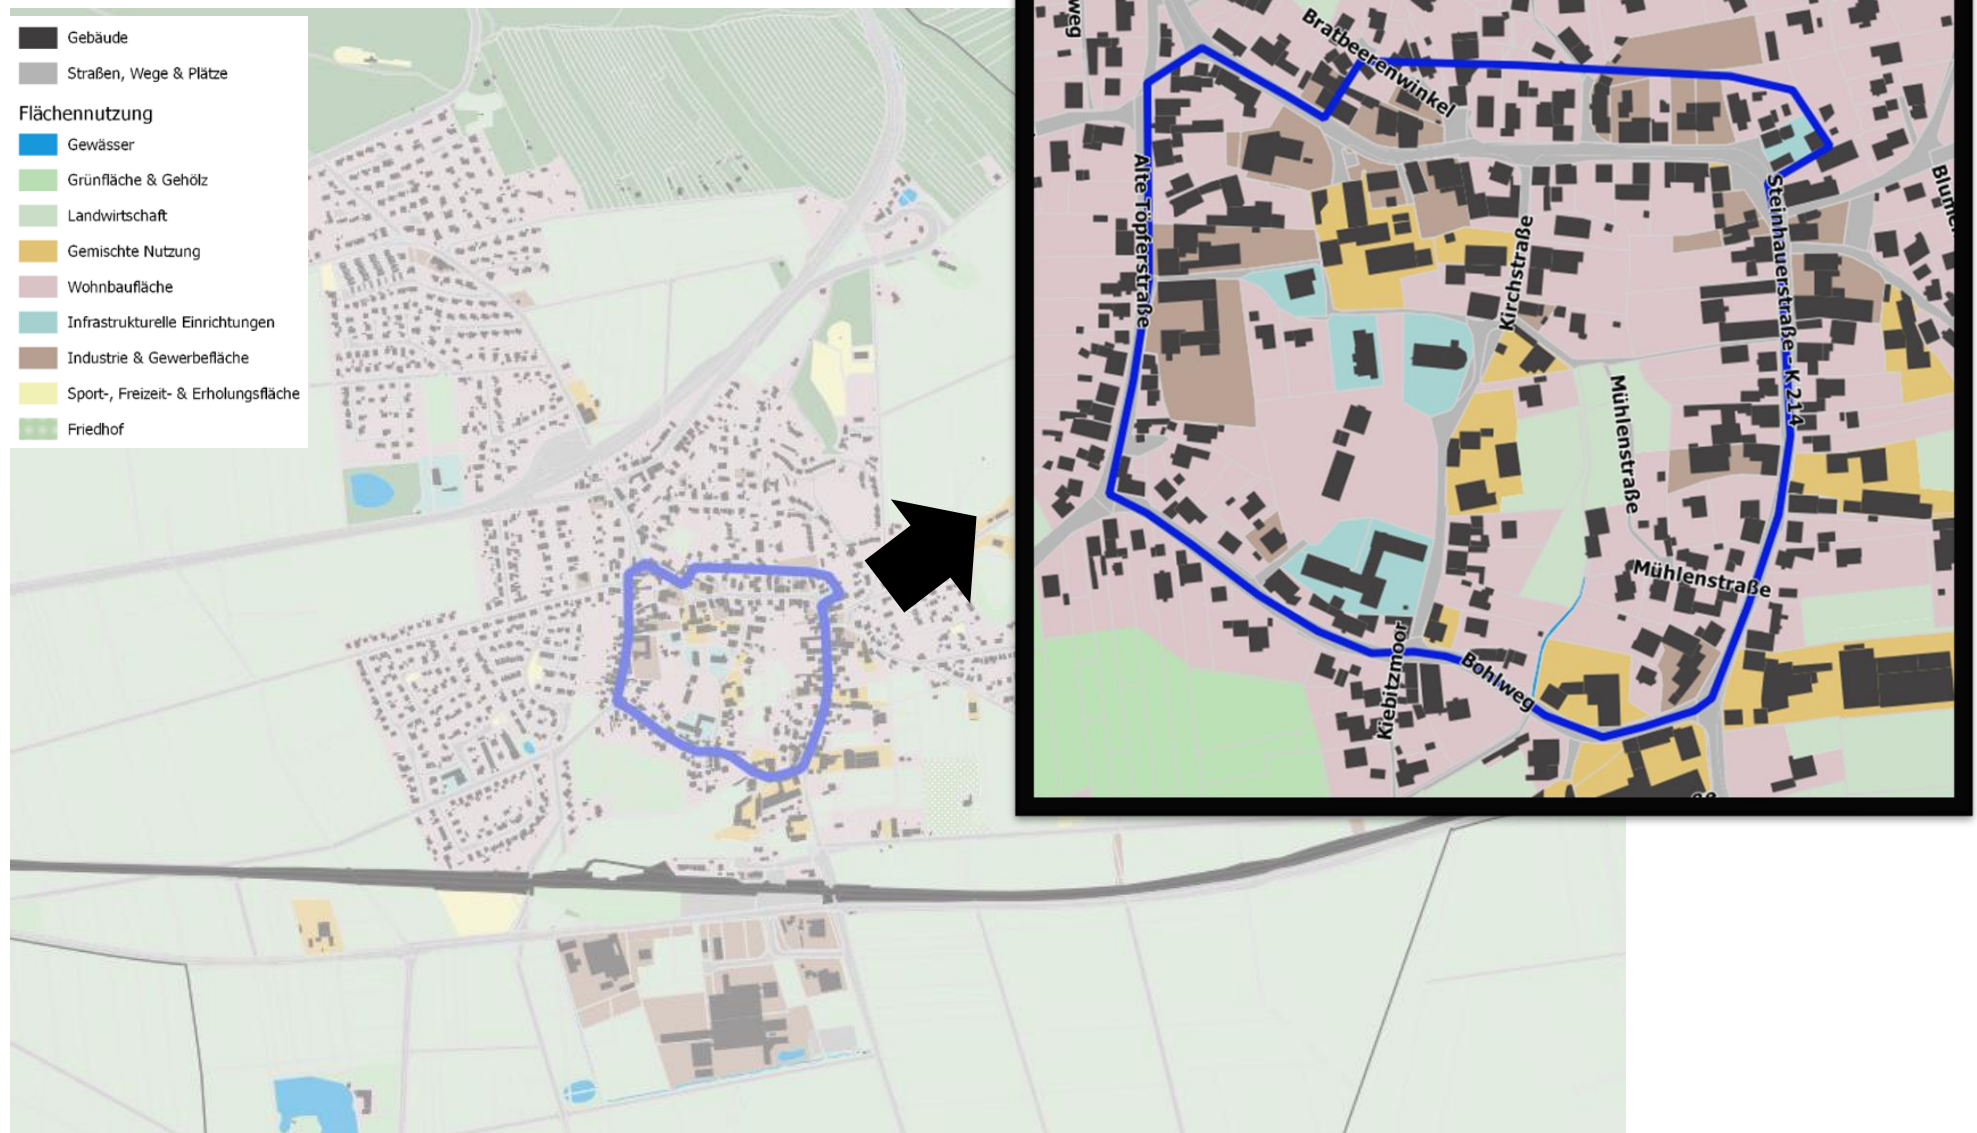 Gebäude
Straßen, Wege & Plätze
Flächennutzung
Gewässer
Grünfläche & Gehölz
Landwirtschaft
Gemischte Nutzung
Wohnbaufläche
Infrastrukturelle Einrichtungen
Industrie & Gewerbefläche
Sport-, Freizeit- & Erholungsfläche
Friedhof
weg
Bratbeerenwinkel
Alte Töpferstraße
Kirchstraße
Steinhauerstraße - K 214
Mühlenstraße
Mühlenstraße
Kiebitzmoor
Bohlweg